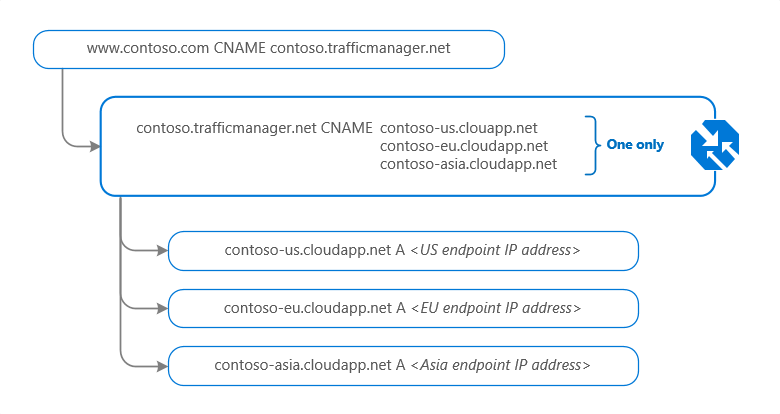 www.contoso.com CNAME contoso.trafficmanager.net
contoso.trafficmanager.net CNAME contoso-us.clouapp.net
contoso-eu.cloudapp.net
contoso-asia.cloudapp.net
One only
contoso-us.cloudapp.net A <US endpoint IP address>
contoso-eu.cloudapp.net A <EU endpoint IP address>
contoso-asia.cloudapp.net A <Asia endpoint IP address>